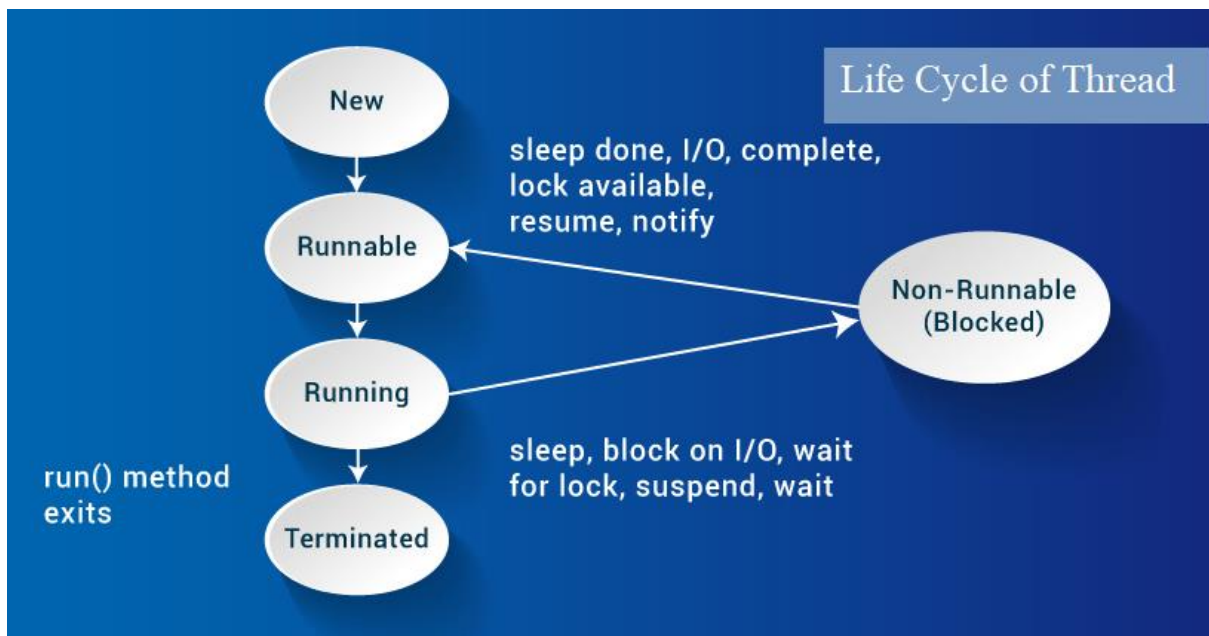 Life Cycle of Thread
New
sleep done, I/O, complete,
lock available,
resume, notify
Runnable
Non-Runnable
(Blocked)
Running
sleep, block on I/O, wait
for lock, suspend, wait
run() method
exits
Terminated